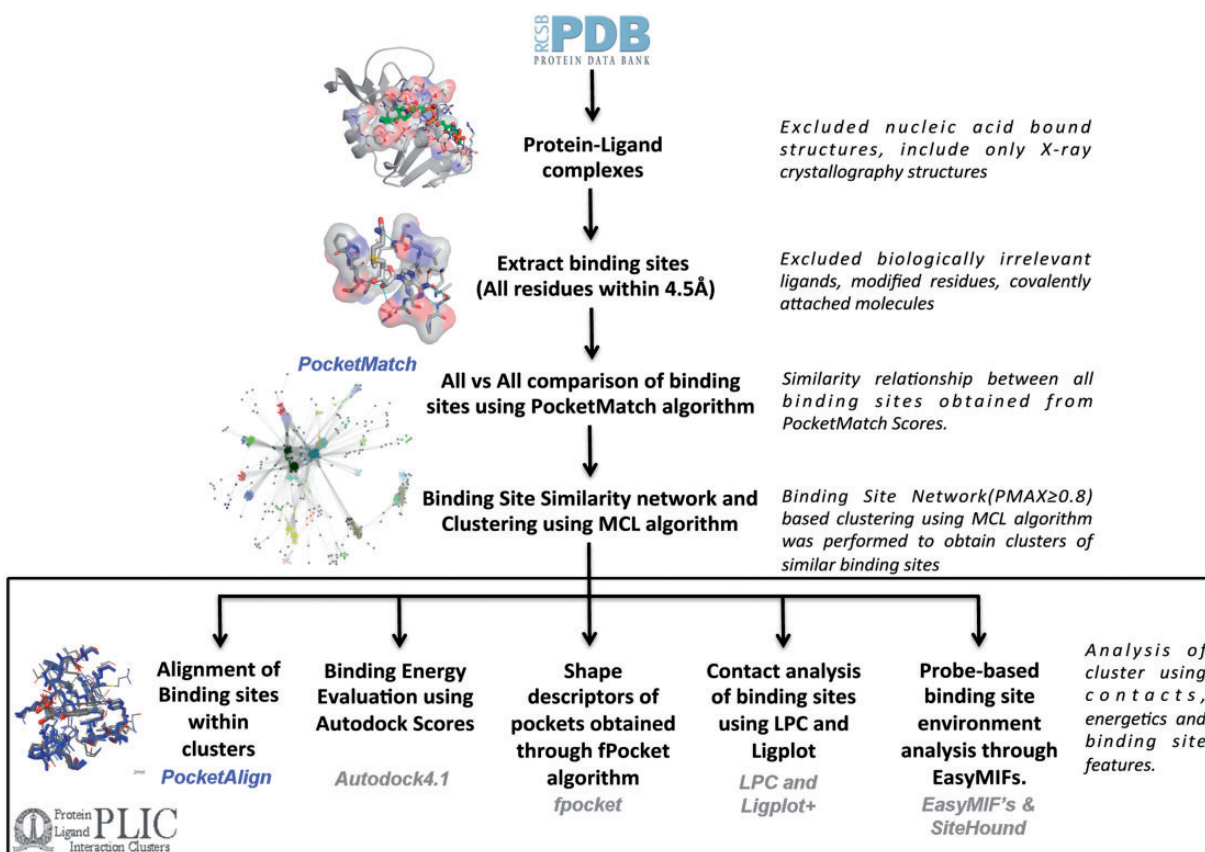 RCSB
PDB
PROTEIN DATA BANK
Protein-Ligand
complexes
Excluded nucleic acid bound
structures, include only X-ray
crystallography structures
Extract binding sites
(All residues within 4.5Å)
Excluded biologically irrelevant
ligands, modified residues, covalently
attached molecules
PocketMatch
All vs All comparison of binding
sites using PocketMatch algorithm
Similarity relationship between all
binding sites obtained from
PocketMatch Scores.
Binding Site Similarity network and
Clustering using MCL algorithm
Binding Site Network(PMAX≥0.8)
based clustering using MCL algorithm
was performed to obtain clusters of
similar binding sites
Alignment of
Binding sites
within
clusters
PocketAlign
Binding Energy
Evaluation using
Autodock Scores
Autodock4.1
Shape
descriptors of
pockets obtained
through fPocket
algorithm
fpocket
Contact analysis
of binding sites
using LPC and
Ligplot
LPC and
Ligplot+
Probe-based
binding site
environment
analysis through
EasyMIFs.
EasyMIF's &
SiteHound
Analysis of
cluster using
contacts,
energetics and
binding site
features.
Protein
Ligand PLIC
Interaction Clusters